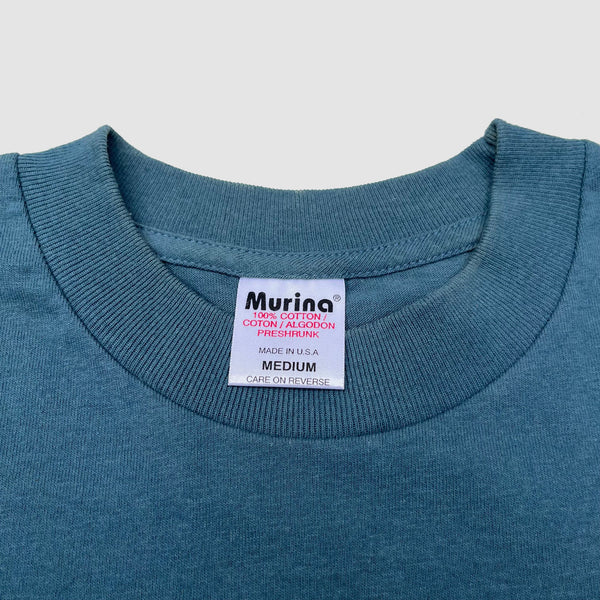 Murina®
100% COTTON /
COTON / ALGODON
PRESHRUNK
MADE IN U.S.A
MEDIUM
CARE ON REVERSE